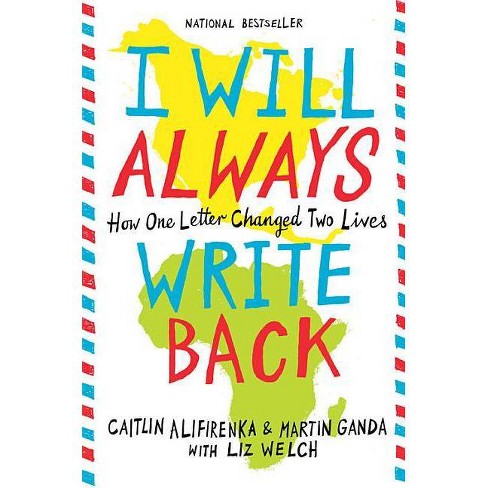 NATIONAL BESTSELLER
I WILL
ALWAYS
How One Letter Changed Two Lives
WRITE
BACK
CAITLIN ALIFIRENKA & MARTIN GANDA
WITH LIZ WELCH